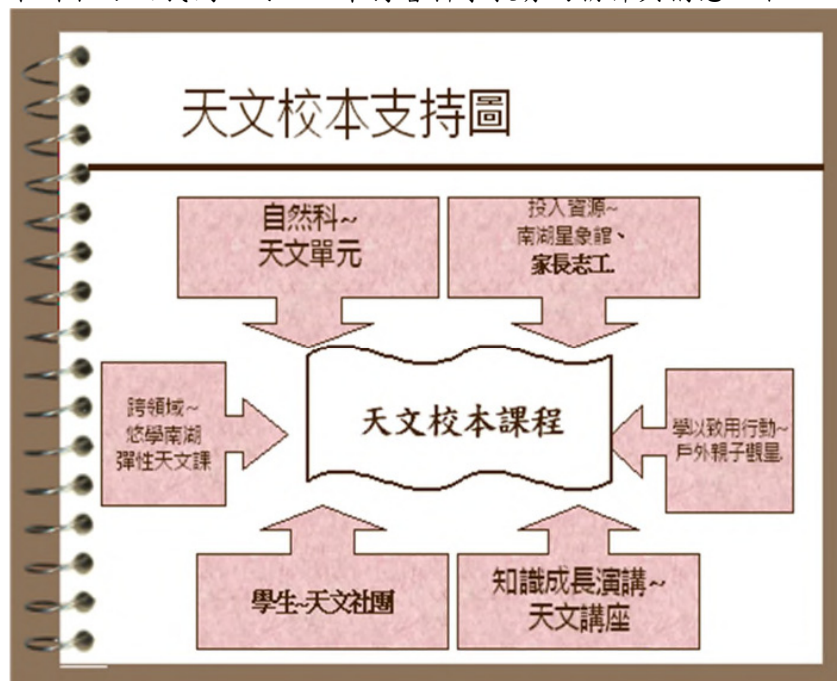 天文校本支持圖
自然科~
天文單元
投入資源~
南湖星象館、
家長志工.
跨領域~
悠學南湖
彈性天文課
天文校本課程
學以致用行動~
戶外親子觀星.
學生~天文社團
知識成長演講~
天文講座